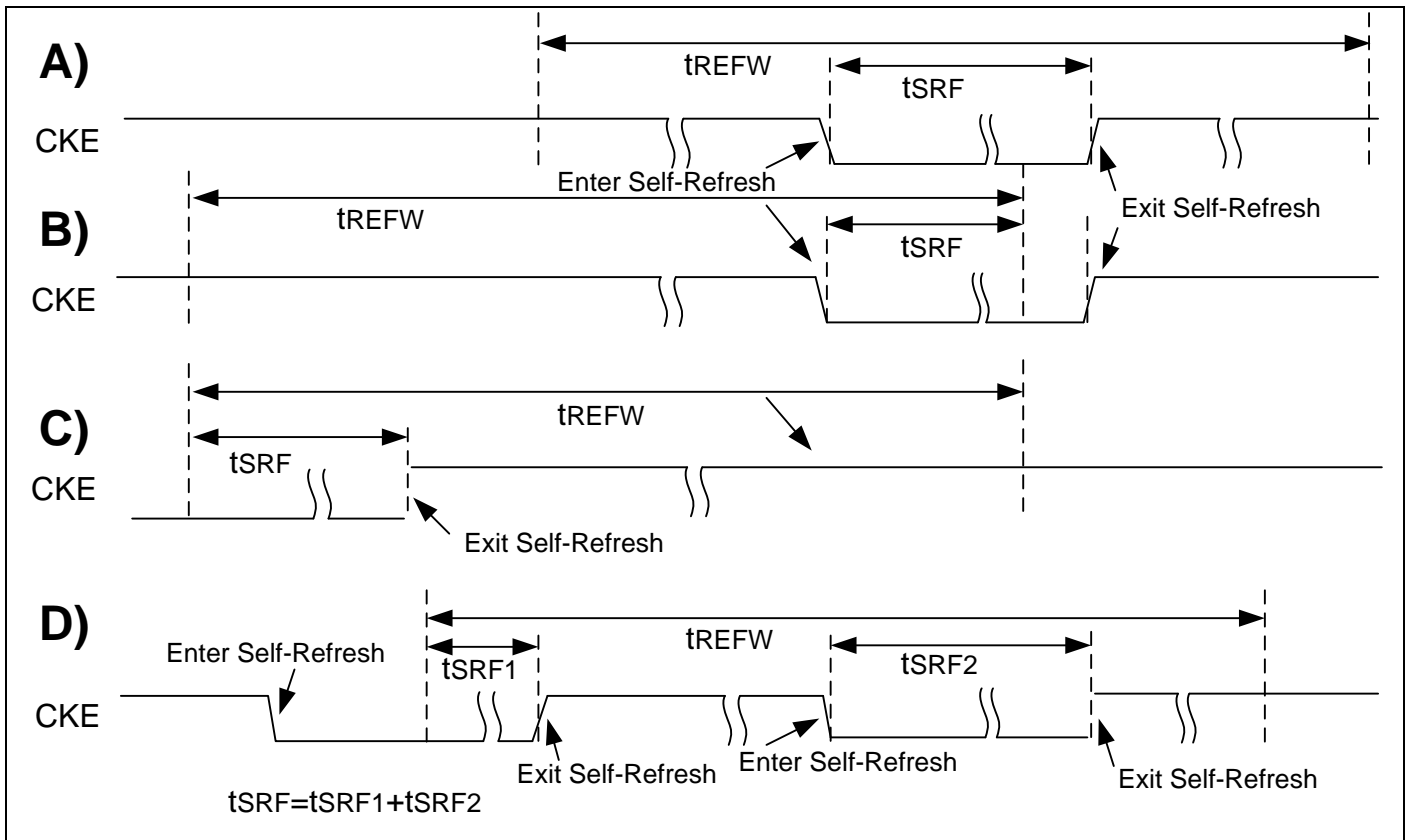 A)
tREFW
tSRF
CKE
Enter Self-Refresh
Exit Self-Refresh
B)
tREFW
tSRF
CKE
C)
tREFW
tSRF
CKE
Exit Self-Refresh
D)
Enter Self-Refresh
tREFW
tSRF1
tSRF2
CKE
Exit Self-Refresh
Enter Self-Refresh
Exit Self-Refresh
tSRF=tSRF1+tSRF2